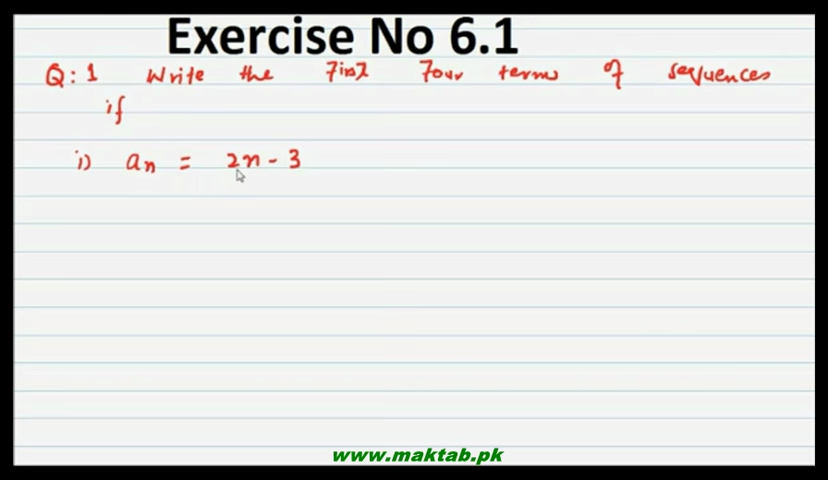 Exercise No 6.1
Q: 1 Write the First Four terms of sequences
if
i) an = 2n - 3
www.maktab.pk